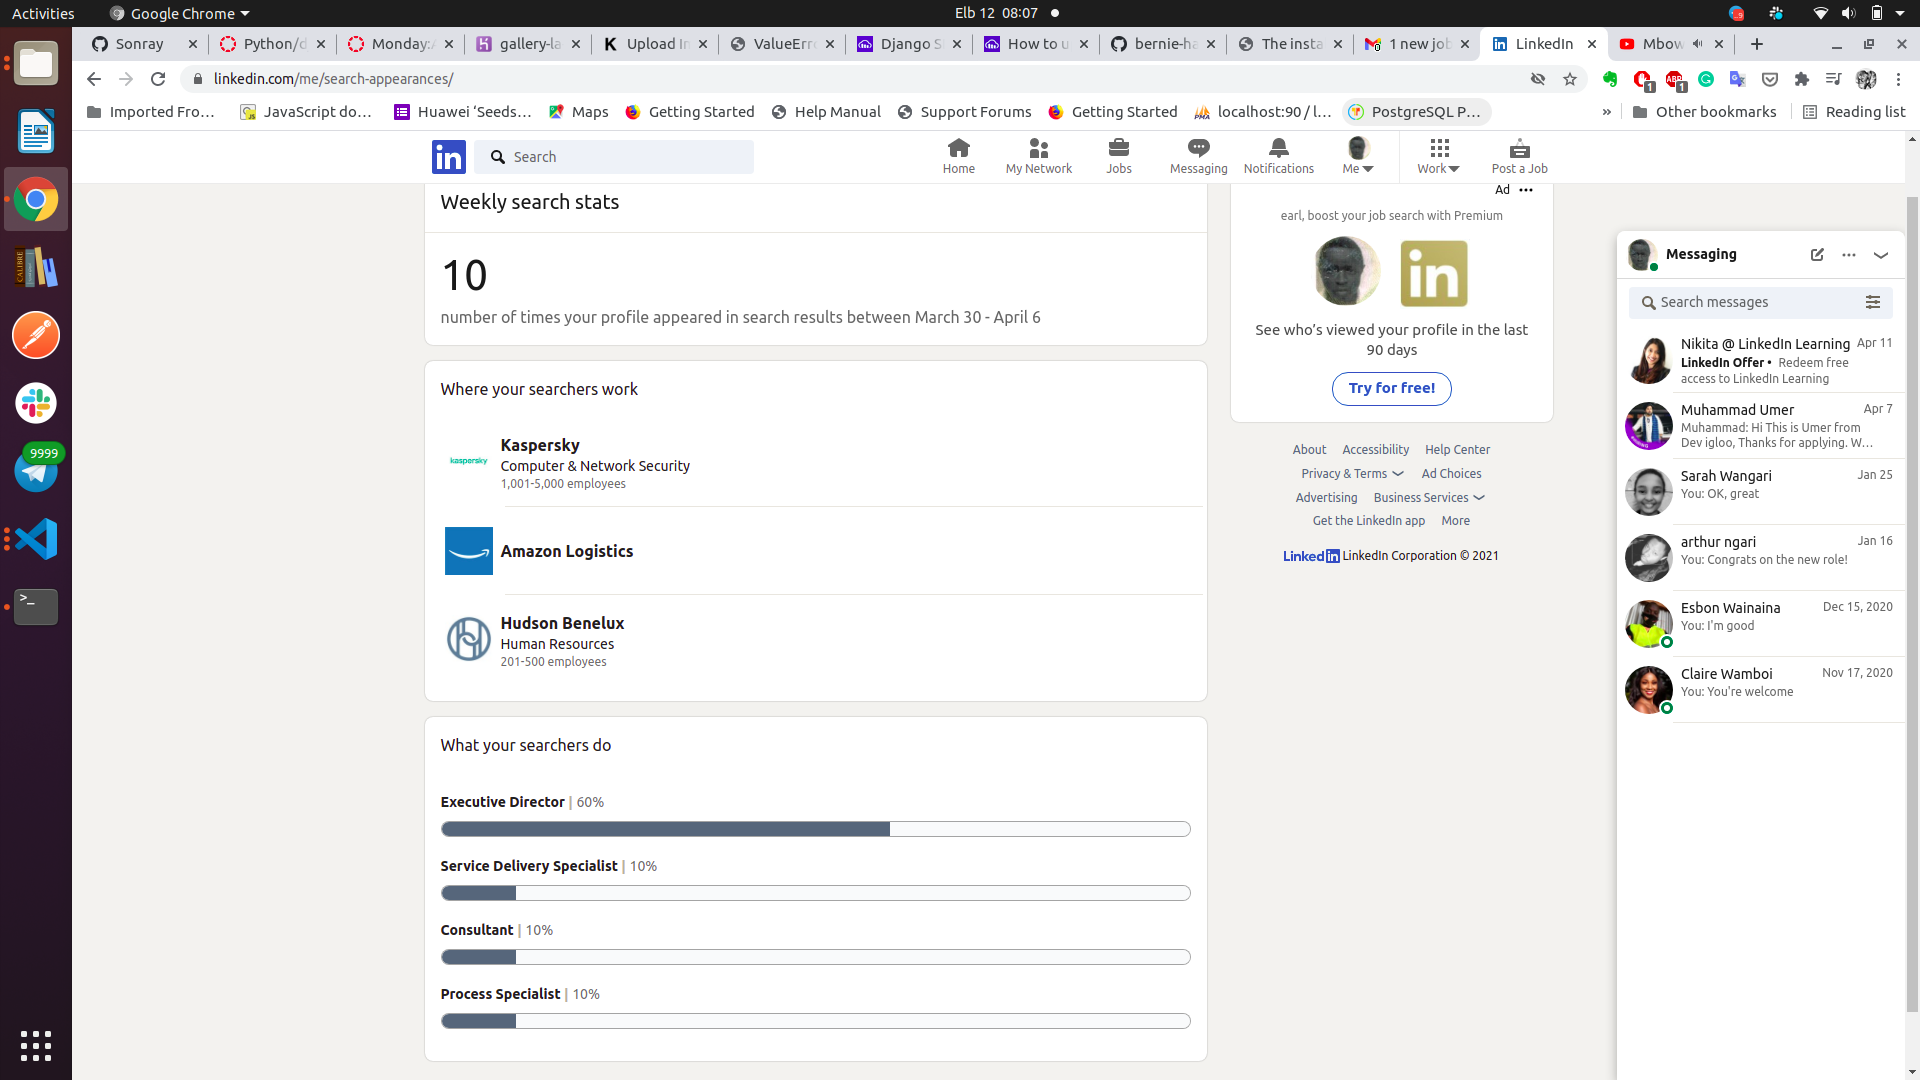 Activities
Google Chrome
Elb 12 08:07
Sonray
Python/d
Monday:
gallery-la
Upload I
ValueErr
Django S
How to u
bernie-ha
The insta
1 new job
LinkedIn
Mbow
linkedin.com/me/search-appearances/
1
1
Imported Fro...
JavaScript do...
Huawei ‘Seeds...
Maps
Getting Started
Help Manual
Support Forums
Getting Started
localhost:90 / l...
PostgreSQL P...
»
Other bookmarks
Reading list
in
Search
Home
My Network
Jobs
Messaging
Notifications
Me
Work
Post a Job
Weekly search stats
10
number of times your profile appeared in search results between March 30 - April 6
Where your searchers work
kaspersky
Kaspersky
Computer & Network Security
1,001-5,000 employees
Amazon Logistics
Hudson Benelux
Human Resources
201-500 employees
What your searchers do
Executive Director | 60%
Service Delivery Specialist | 10%
Consultant | 10%
Process Specialist | 10%
Ad
earl, boost your job search with Premium
in
See who’s viewed your profile in the last
90 days
Try for free!
About Accessibility Help Center
Privacy & Terms Ad Choices
Advertising Business Services
Get the LinkedIn app More
LinkedIn LinkedIn Corporation © 2021
Messaging
Search messages
Nikita @ LinkedIn Learning Apr 11
LinkedIn Offer • Redeem free
access to LinkedIn Learning
Muhammad Umer Apr 7
Muhammad: Hi This is Umer from
Dev igloo, Thanks for applying. W...
Sarah Wangari Jan 25
You: OK, great
arthur ngari Jan 16
You: Congrats on the new role!
Esbon Wainaina Dec 15, 2020
You: I'm good
Claire Wamboi Nov 17, 2020
You: You're welcome
CALIBRE
9999
>_